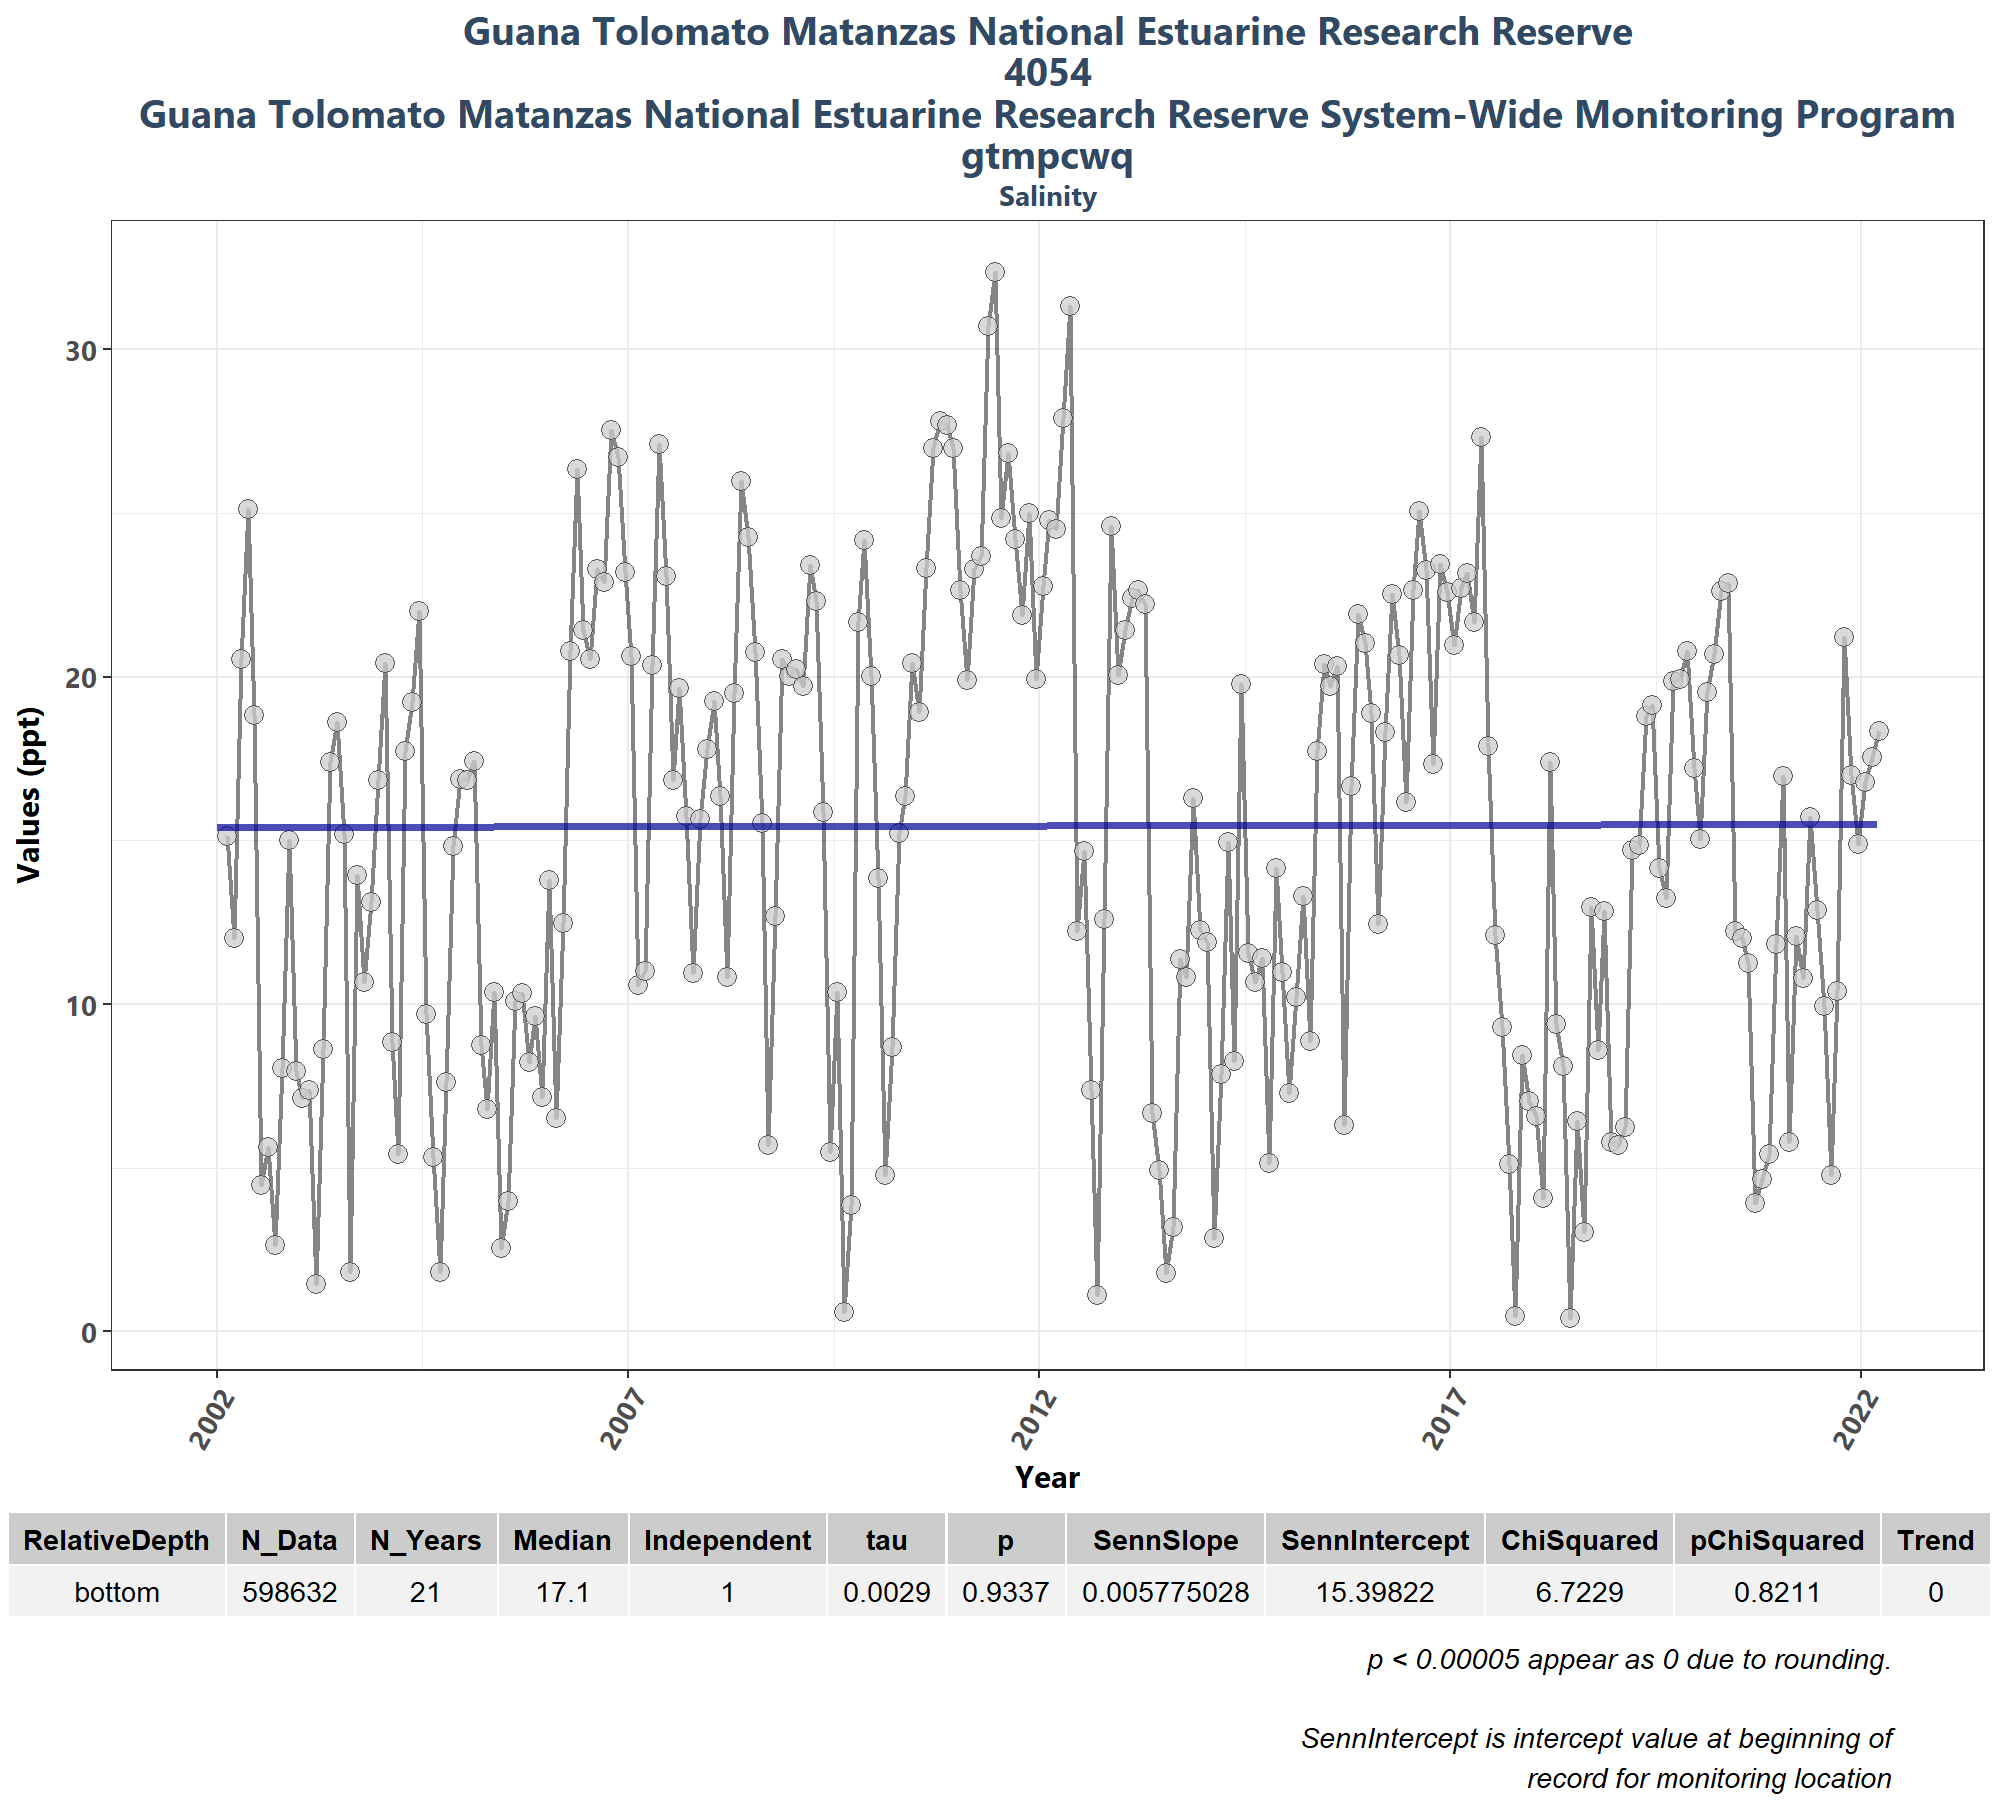 Guana Tolomato Matanzas National Estuarine Research Reserve
4054
Guana Tolomato Matanzas National Estuarine Research Reserve System-Wide Monitoring Program
gtmpcwq
Salinity
Values (ppt)
30
20
10
0
2002 2007 2012 2017 2022
Year
RelativeDepth N_Data N_Years Median Independent tau p SennSlope SennIntercept ChiSquared pChiSquared Trend
bottom 598632 21 17.1 1 0.0029 0.9337 0.005775028 15.39822 6.7229 0.8211 0
p < 0.00005 appear as 0 due to rounding.
SennIntercept is intercept value at beginning of
record for monitoring location